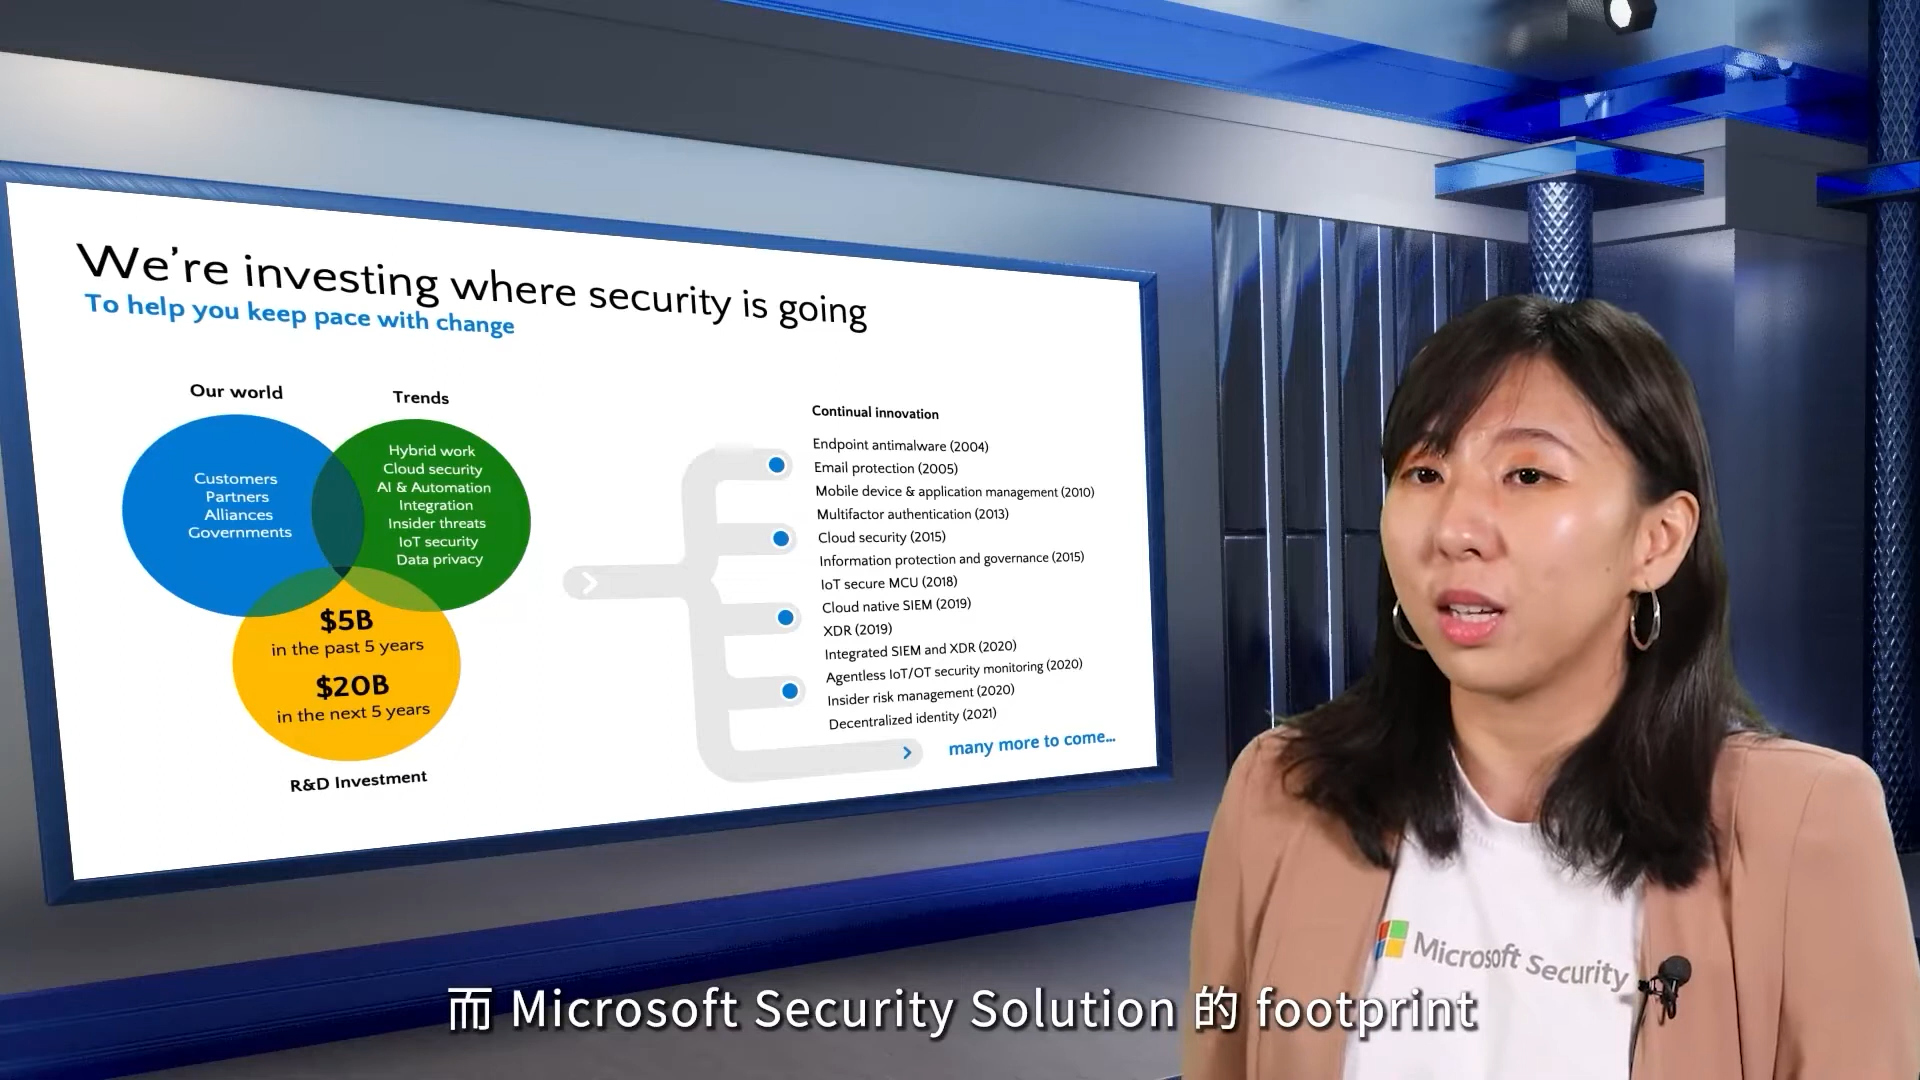 We're investing where security is going
To help you keep pace with change
Our world
Customers
Partners
Alliances
Governments
Trends
Hybrid work
Cloud security
AI & Automation
Integration
Insider threats
IoT security
Data privacy
$5B
in the past 5 years
$20B
in the next 5 years
R&D Investment
Continual innovation
Endpoint antimalware (2004)
Email protection (2005)
Mobile device & application management (2010)
Multifactor authentication (2013)
Cloud security (2015)
Information protection and governance (2015)
IoT secure MCU (2018)
Cloud native SIEM (2019)
XDR (2019)
Integrated SIEM and XDR (2020)
Agentless IoT/OT security monitoring (2020)
Insider risk management (2020)
Decentralized identity (2021)
many more to come...
Microsoft Security
而 Microsoft Security Solution 的 footprint